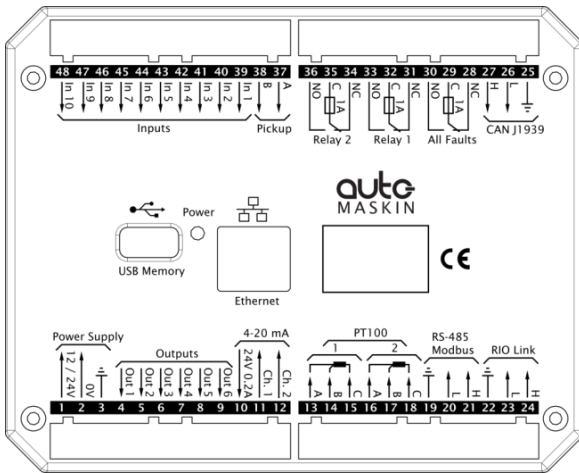 48 47 46 45 44 43 42 41 40 39 38 37
36 35 34 33 32 31 30 29 28 27 26 25
In 10 In 9 In 8 In 7 In 6 In 5 In 4 In 3 In 2 In 1 B A
NO C NC NO C NC NO C NC H L
1A 1A 1A
Inputs Pickup
Relay 2 Relay 1 All Faults CAN J1939
auto
MASKIN
Power
USB Memory
Ethernet
CE
Power Supply
Outputs
4-20 mA
PT100
1 2
RS-485
Modbus
RIO Link
12 / 24V 0V Out 1 Out 2 Out 3 Out 4 Out 5 Out 6 24V 0.2A Ch. 1 Ch. 2
A B C A B C L H L H
1 2 3 4 5 6 7 8 9 10 11 12
13 14 15 16 17 18 19 20 21 22 23 24